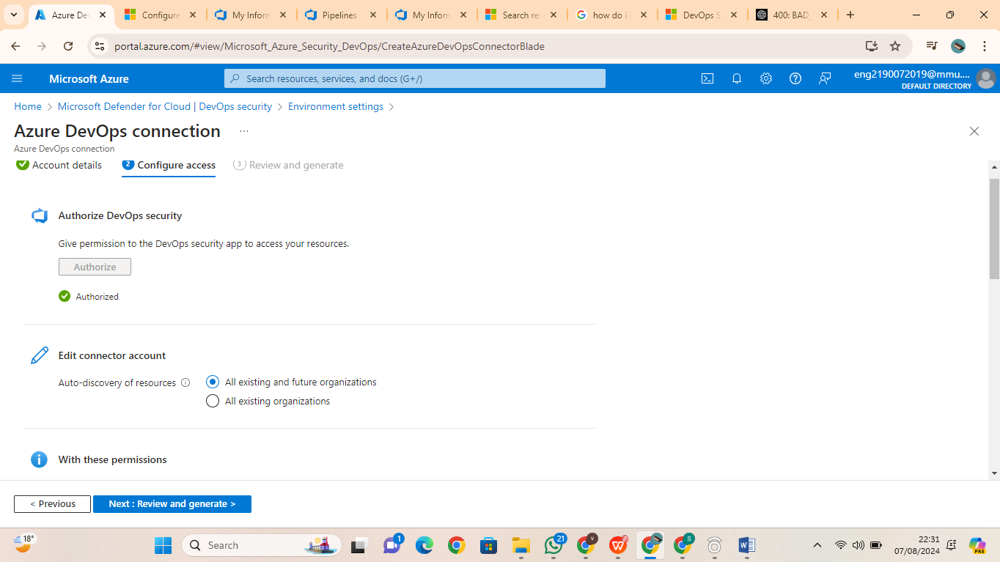 Azure Dev
Configure
My Inform
Pipelines
My Inform
Search res
how do i
DevOps S
400: BAD_
portal.azure.com/#view/Microsoft_Azure_Security_DevOps/CreateAzureDevOpsConnectorBlade
Microsoft Azure
Search resources, services, and docs (G+/)
eng2190072019@mmu....
DEFAULT DIRECTORY
Home > Microsoft Defender for Cloud | DevOps security > Environment settings >
Azure DevOps connection ...
Azure DevOps connection
Account details
2 Configure access
3 Review and generate
Authorize DevOps security
Give permission to the DevOps security app to access your resources.
Authorize
Authorized
Edit connector account
Auto-discovery of resources
All existing and future organizations
All existing organizations
With these permissions
< Previous
Next : Review and generate >
18°
Search
1
21
V
S
22:31
07/08/2024
PRE